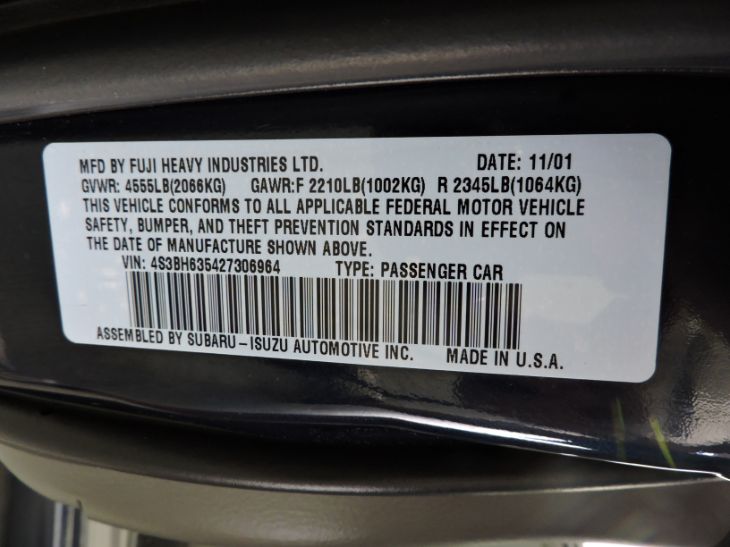 MFD BY FUJI HEAVY INDUSTRIES LTD. DATE: 11/01
GVWR: 4555LB(2066KG) GAWR:F 2210LB(1002KG) R 2345LB(1064KG)
THIS VEHICLE CONFORMS TO ALL APPLICABLE FEDERAL MOTOR VEHICLE
SAFETY, BUMPER, AND THEFT PREVENTION STANDARDS IN EFFECT ON
THE DATE OF MANUFACTURE SHOWN ABOVE.
VIN: 4S3BH635427306964 TYPE: PASSENGER CAR
ASSEMBLED BY SUBARU-ISUZU AUTOMOTIVE INC. MADE IN U.S.A.